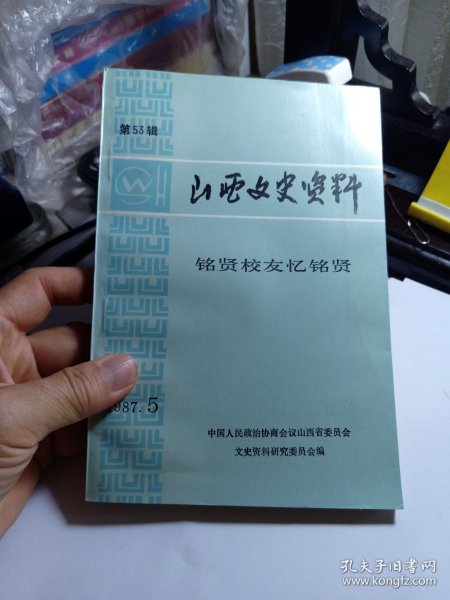 第53辑
山西文史资料
铭贤校友忆铭贤
1987.5
中国人民政治协商会议山西省委员会
文史资料研究委员会编
孔夫子旧书网
www.kongfz.com